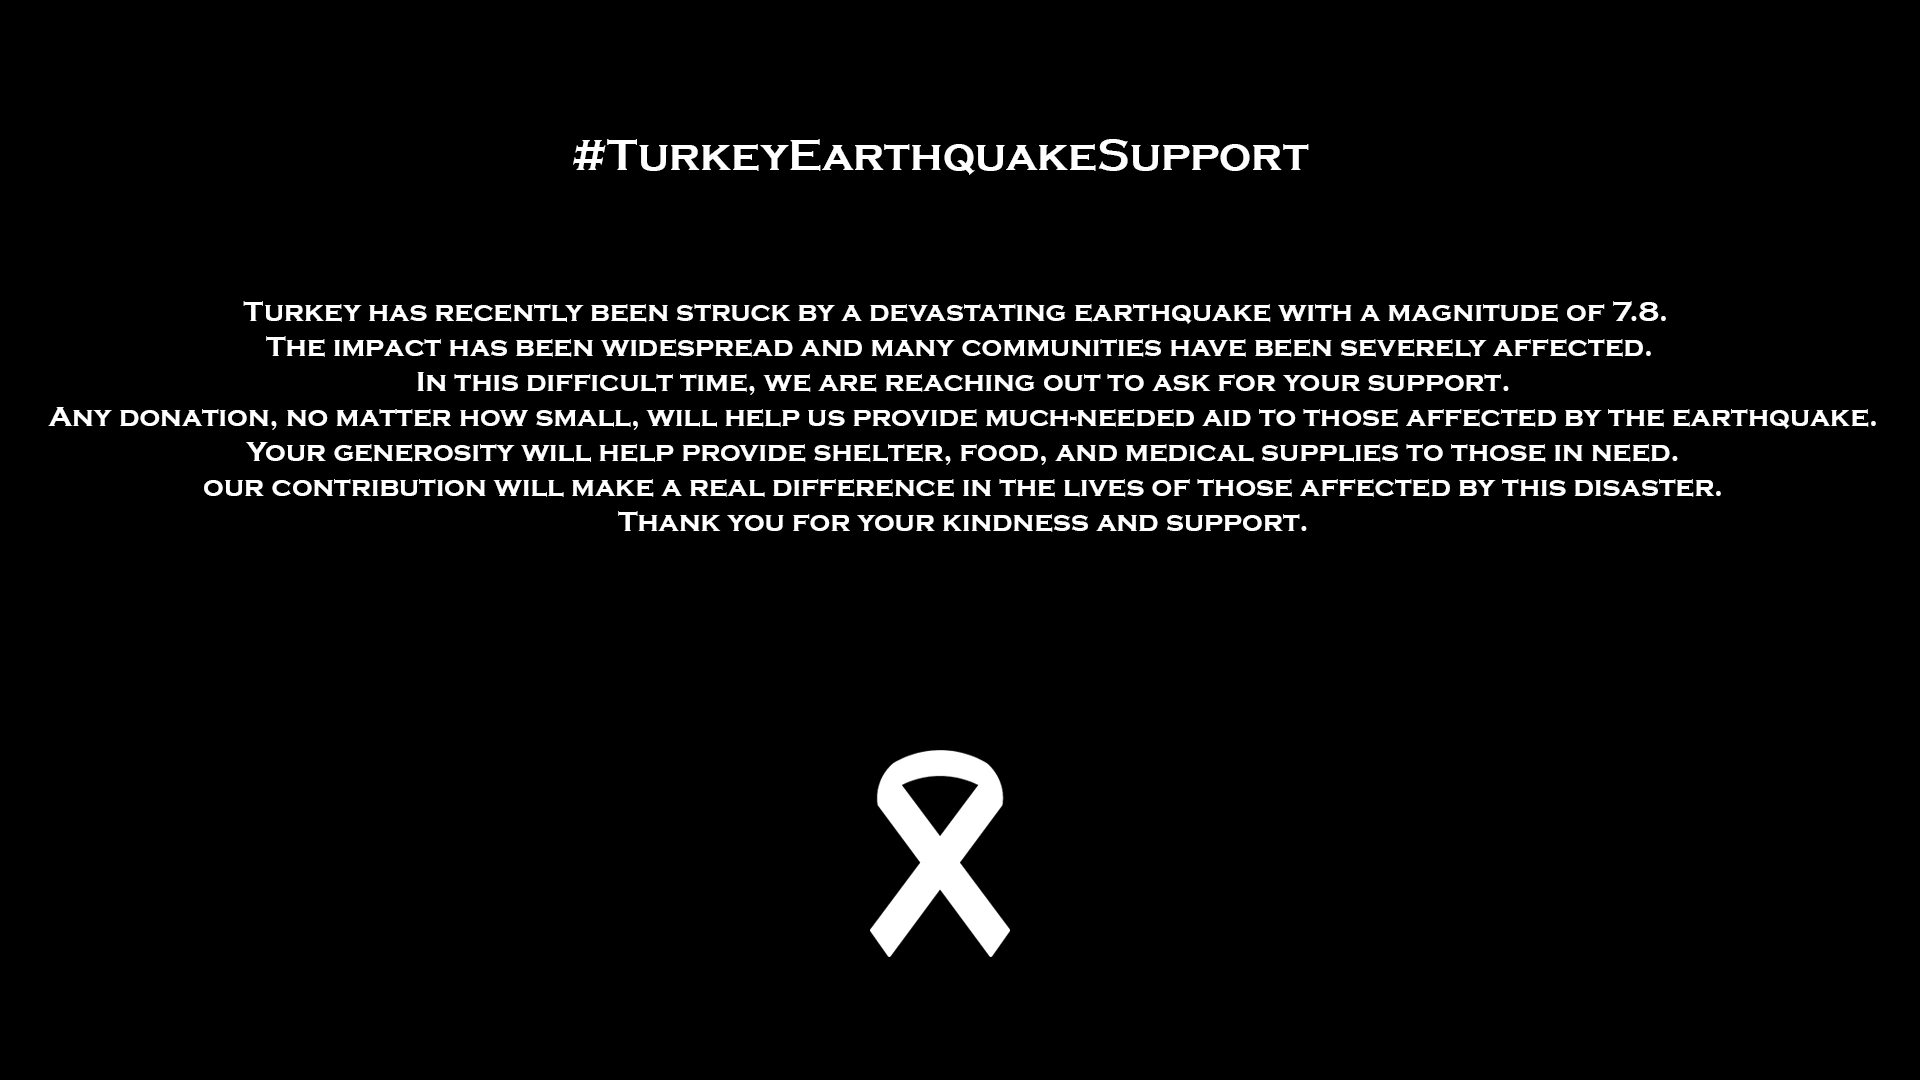 #TurkeyEarthquakeSupport
Turkey has recently been struck by a devastating earthquake with a magnitude of 7.8.
The impact has been widespread and many communities have been severely affected.
In this difficult time, we are reaching out to ask for your support.
Any donation, no matter how small, will help us provide much-needed aid to those affected by the earthquake.
Your generosity will help provide shelter, food, and medical supplies to those in need.
our contribution will make a real difference in the lives of those affected by this disaster.
Thank you for your kindness and support.